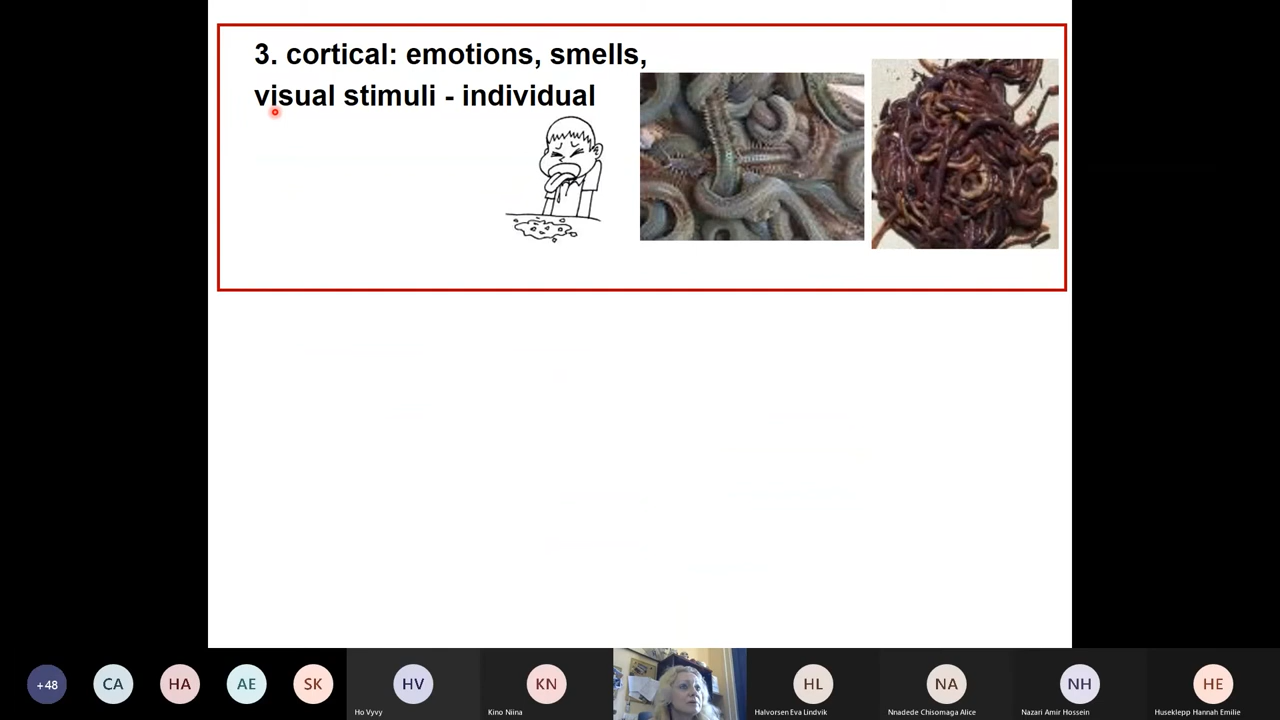 3. cortical: emotions, smells,
visual stimuli - individual
+48
CA
HA
AE
SK
HV
KN
HL
NA
NH
HE
Ho Vyvy
Kino Niina
Halvorsen Eva Lindvik
Nnadede Chisomaga Alice
Nazari Amir Hossein
Huseklepp Hannah Emilie